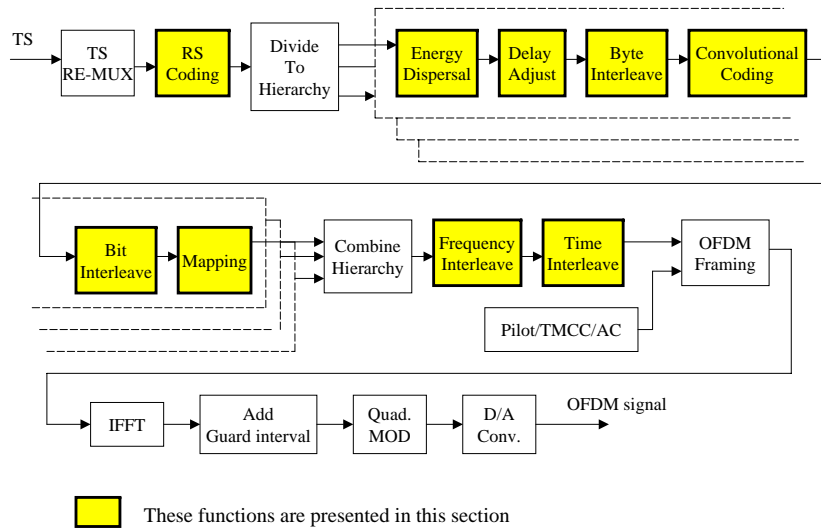 TS
TS
RE-MUX
RS
Coding
Divide
To
Hierarchy
Energy
Dispersal
Delay
Adjust
Byte
Interleave
Convolutional
Coding
Bit
Interleave
Mapping
Combine
Hierarchy
Frequency
Interleave
Time
Interleave
OFDM
Framing
Pilot/TMCC/AC
IFFT
Add
Guard interval
Quad.
MOD
D/A
Conv.
OFDM signal
These functions are presented in this section